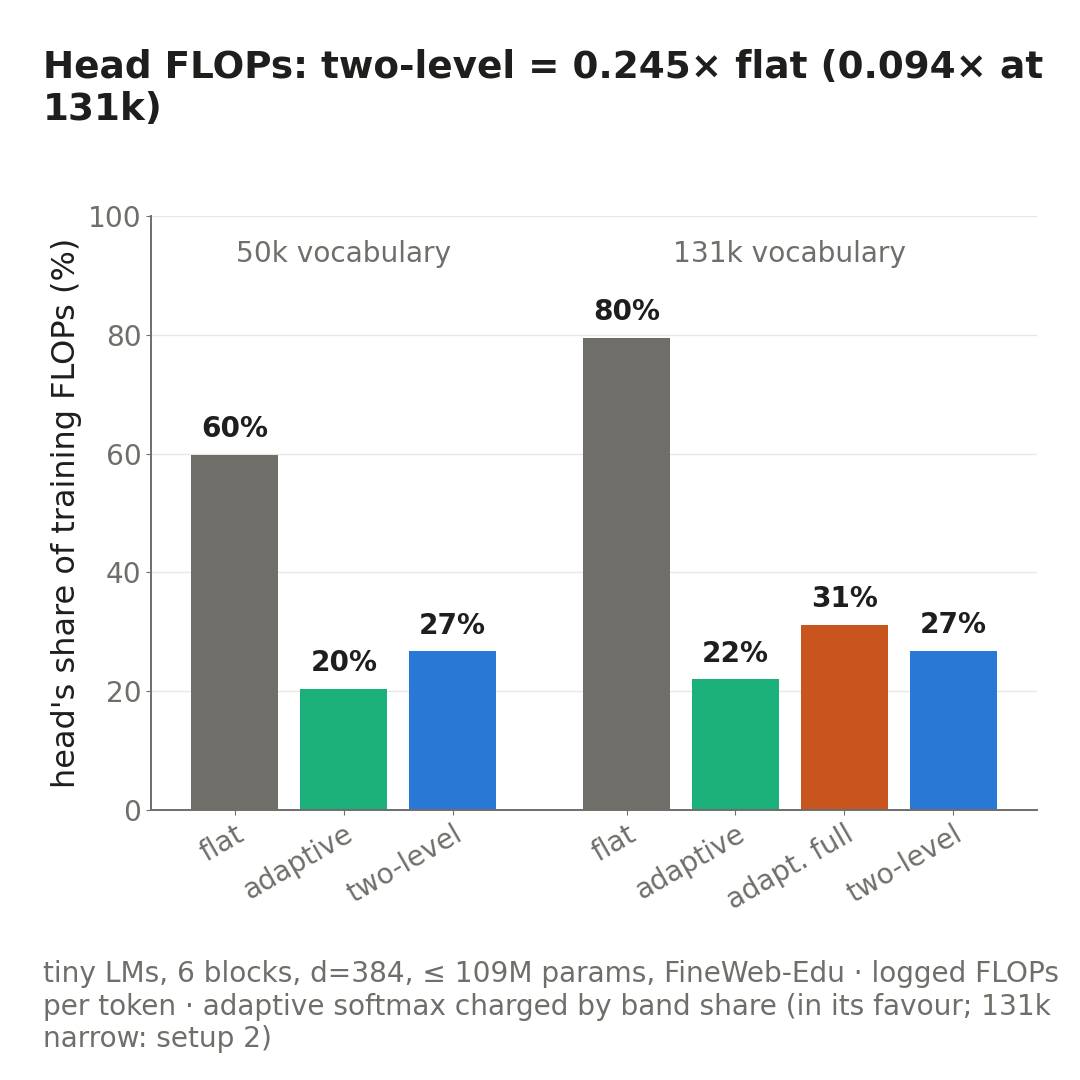 Head FLOPs: two-level = 0.245× flat (0.094× at
131k)
head's share of training FLOPs (%)
100
80
60
40
20
0
50k vocabulary
131k vocabulary
60%
20%
27%
80%
22%
31%
27%
flat
adaptive
two-level
flat
adaptive
adapt. full
two-level
tiny LMs, 6 blocks, d=384, ≤ 109M params, FineWeb-Edu · logged FLOPs
per token · adaptive softmax charged by band share (in its favour; 131k
narrow: setup 2)